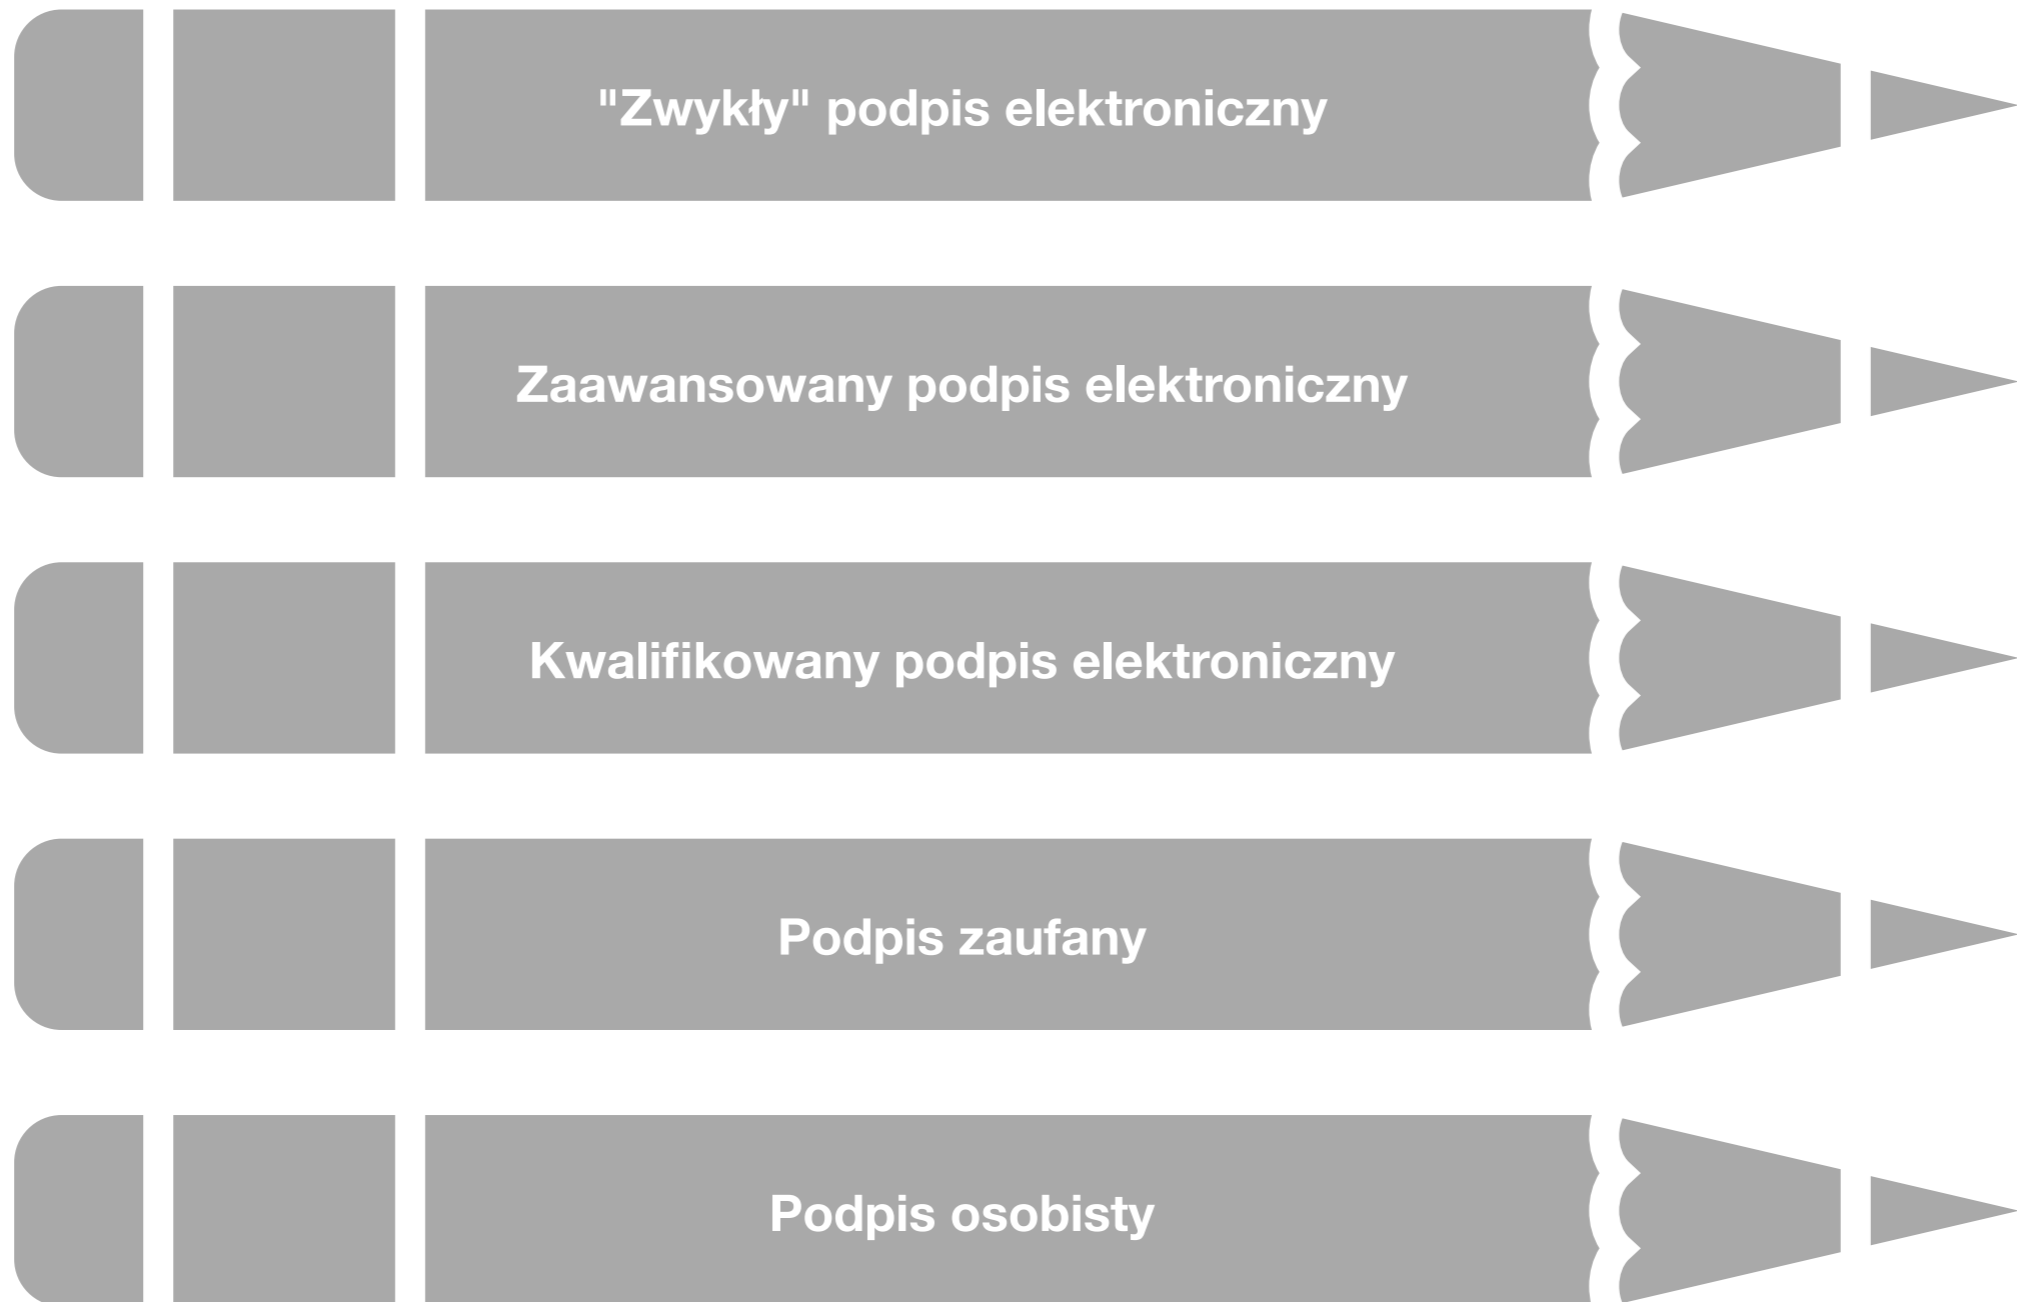 "Zwykły" podpis elektroniczny
Zaawansowany podpis elektroniczny
Kwalifikowany podpis elektroniczny
Podpis zaufany
Podpis osobisty